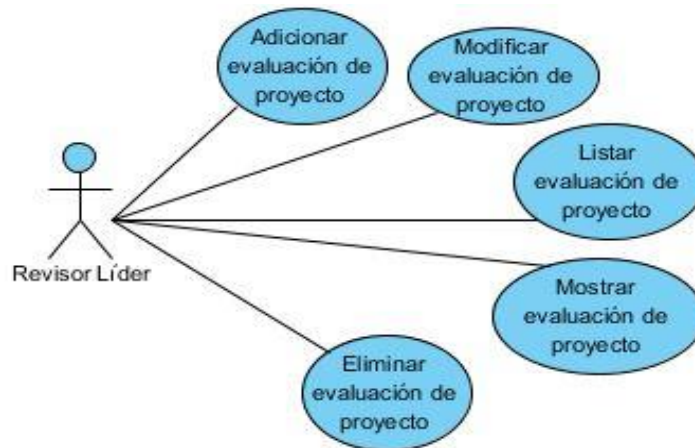 Adicionar
evaluación de
proyecto
Modificar
evaluación de
proyecto
Listar
evaluación de
proyecto
Revisor Líder
Mostrar
evaluación de
proyecto
Eliminar
evaluación de
proyecto